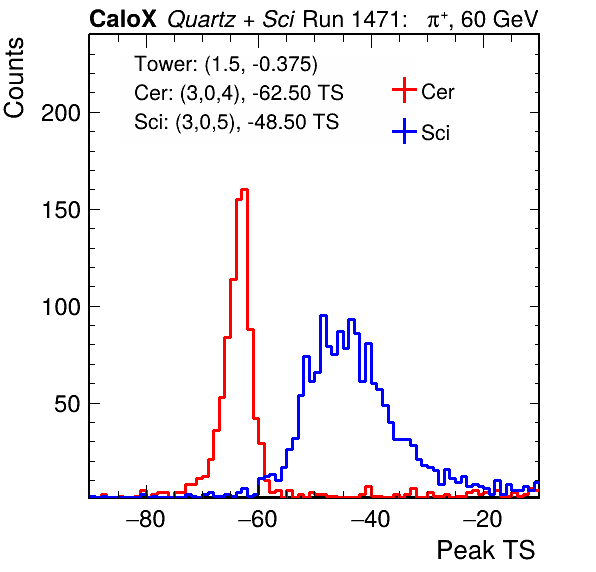 CaloX Quartz + Sci Run 1471: π⁺, 60 GeV
Counts
Tower: (1.5, -0.375)
Cer: (3,0,4), -62.50 TS
Sci: (3,0,5), -48.50 TS
Cer
Sci
200
150
100
50
−80 −60 −40 −20
Peak TS